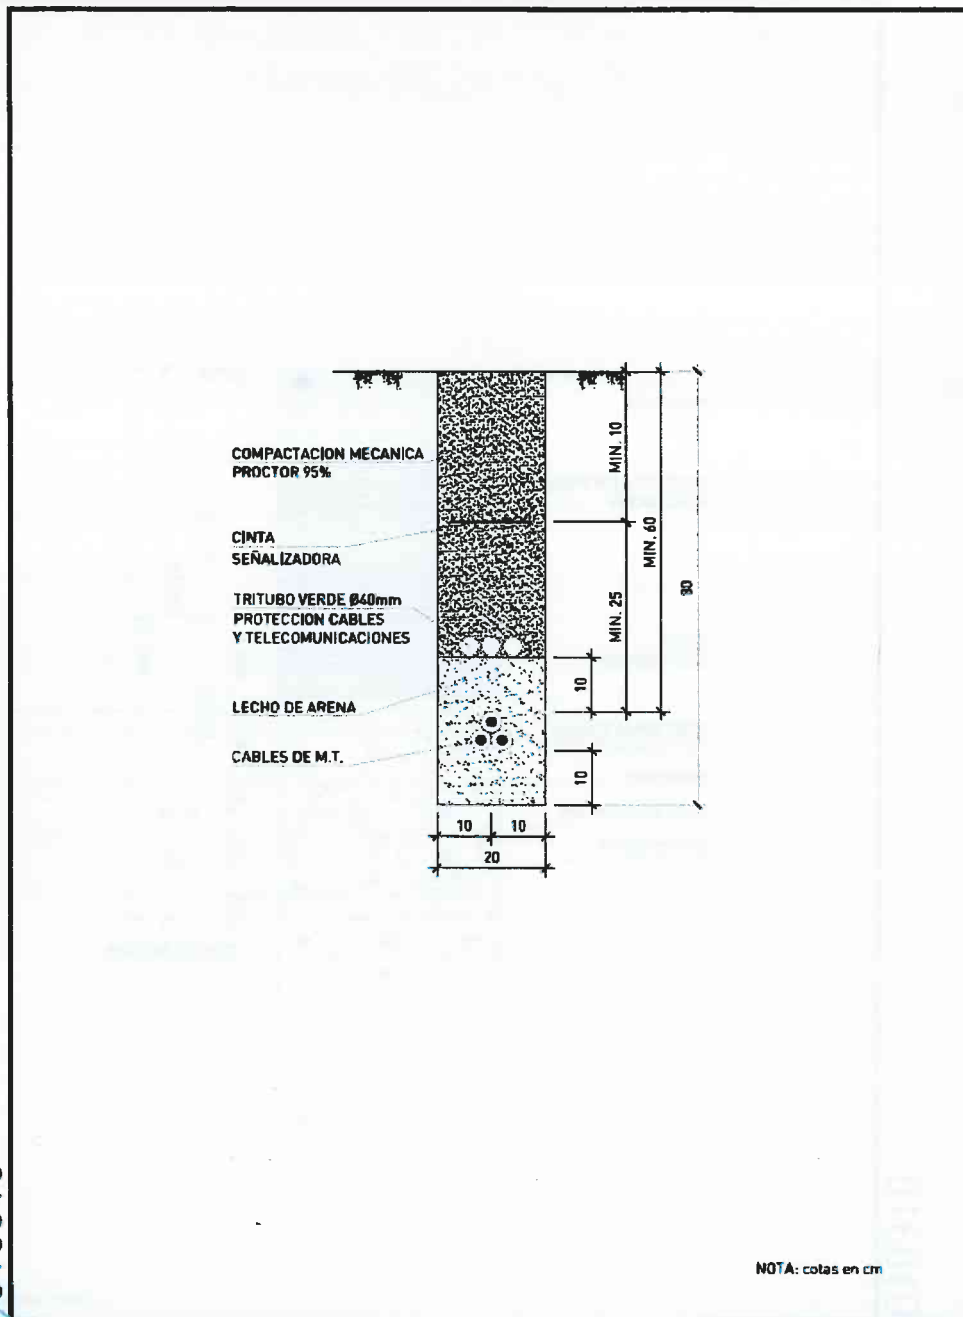 COMPACTACION MECANICA
PROCTOR 95%
CINTA
SEÑALIZADORA
TRITUBO VERDE Ø40mm
PROTECCION CABLES
Y TELECOMUNICACIONES
LECHO DE ARENA
CABLES DE M.T.
MIN. 10
MIN. 25
MIN. 60
80
10
10
10
10
20
NOTA: cotas en cm